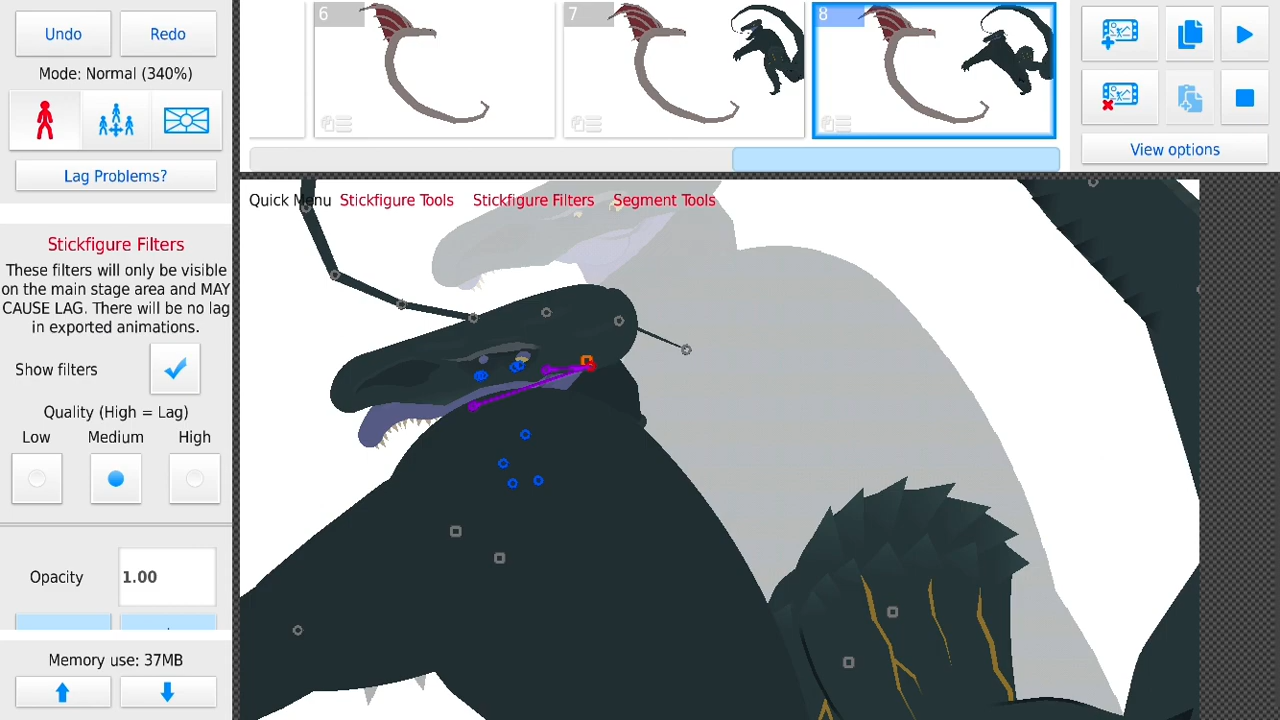 Undo
Redo
Mode: Normal (340%)
Lag Problems?
6
7
8
View options
Quick Menu
Stickfigure Tools
Stickfigure Filters
Segment Tools
Stickfigure Filters
These filters will only be visible
on the main stage area and MAY
CAUSE LAG. There will be no lag
in exported animations.
Show filters
Quality (High = Lag)
Low
Medium
High
Opacity
1.00
Memory use: 37MB